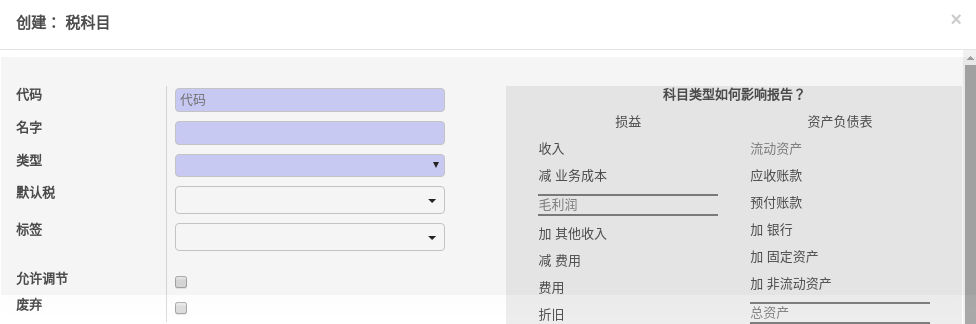 创建： 税科目
×
代码
代码
名字
类型
默认税
标签
允许调节
废弃
科目类型如何影响报告？
损益
收入
减 业务成本
毛利润
加 其他收入
减 费用
费用
折旧
资产负债表
流动资产
应收账款
预付账款
加 银行
加 固定资产
加 非流动资产
总资产